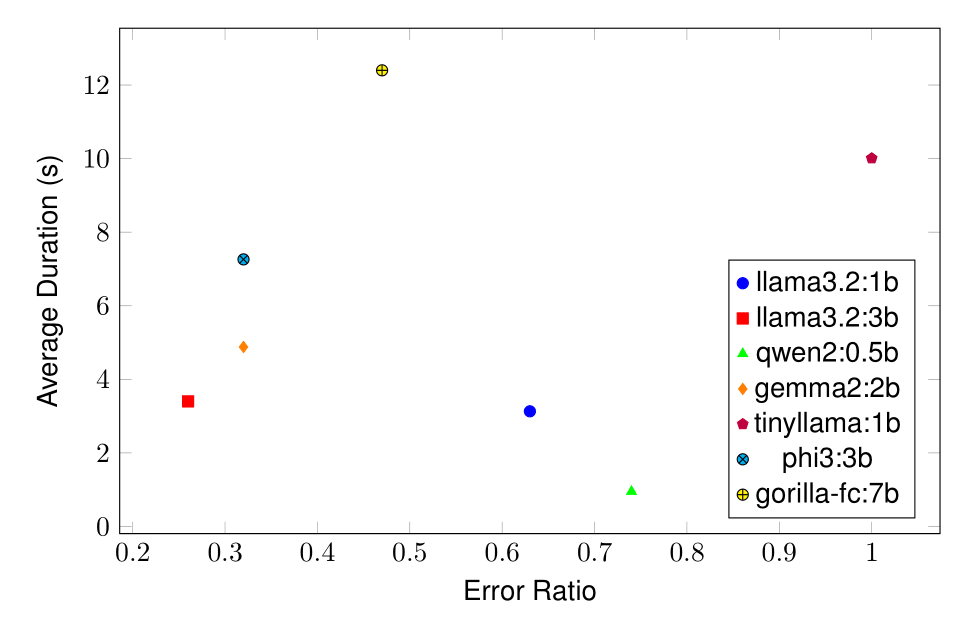 12
10
8
6
4
2
0
Average Duration (s)
llama3.2:1b
llama3.2:3b
qwen2:0.5b
gemma2:2b
tinyllama:1b
phi3:3b
gorilla-fc:7b
0.2 0.3 0.4 0.5 0.6 0.7 0.8 0.9 1
Error Ratio